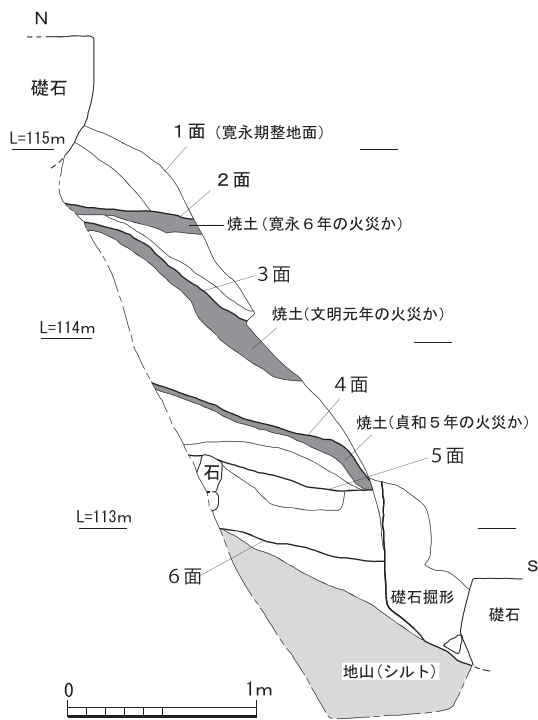 N
礎石
1面（寛永期整地面）
L=115m
2面
焼土（寛永６年の火災か）
3面
焼土（文明元年の火災か）
L=114m
4面
焼土（貞和５年の火災か）
5面
石
L=113m
6面
S
礎石掘形
礎石
地山（シルト）
0 1m